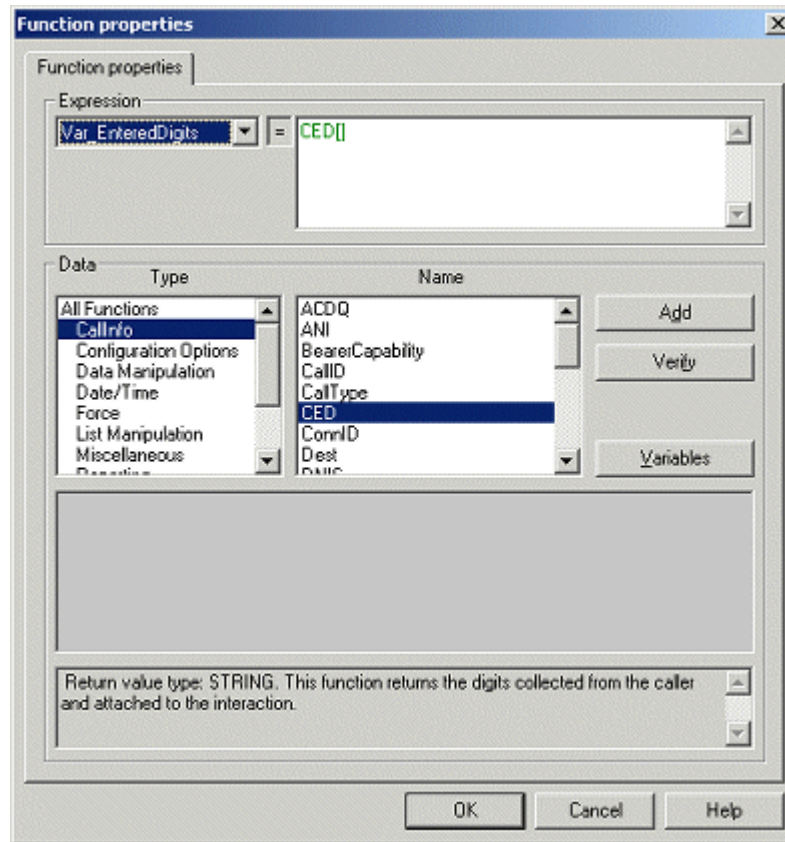 Function properties
Function properties
Expression
Var_EnteredDigits = CED[]
Data
Type Name
All Functions ACDQ Add
CallInfo ANI
Configuration Options BearerCapability Verify
Data Manipulation CallID
Date/Time CallType
Force CED
List Manipulation ConnID
Miscellaneous Dest Variables
Return value type: STRING. This function returns the digits collected from the caller
and attached to the interaction.
OK Cancel Help